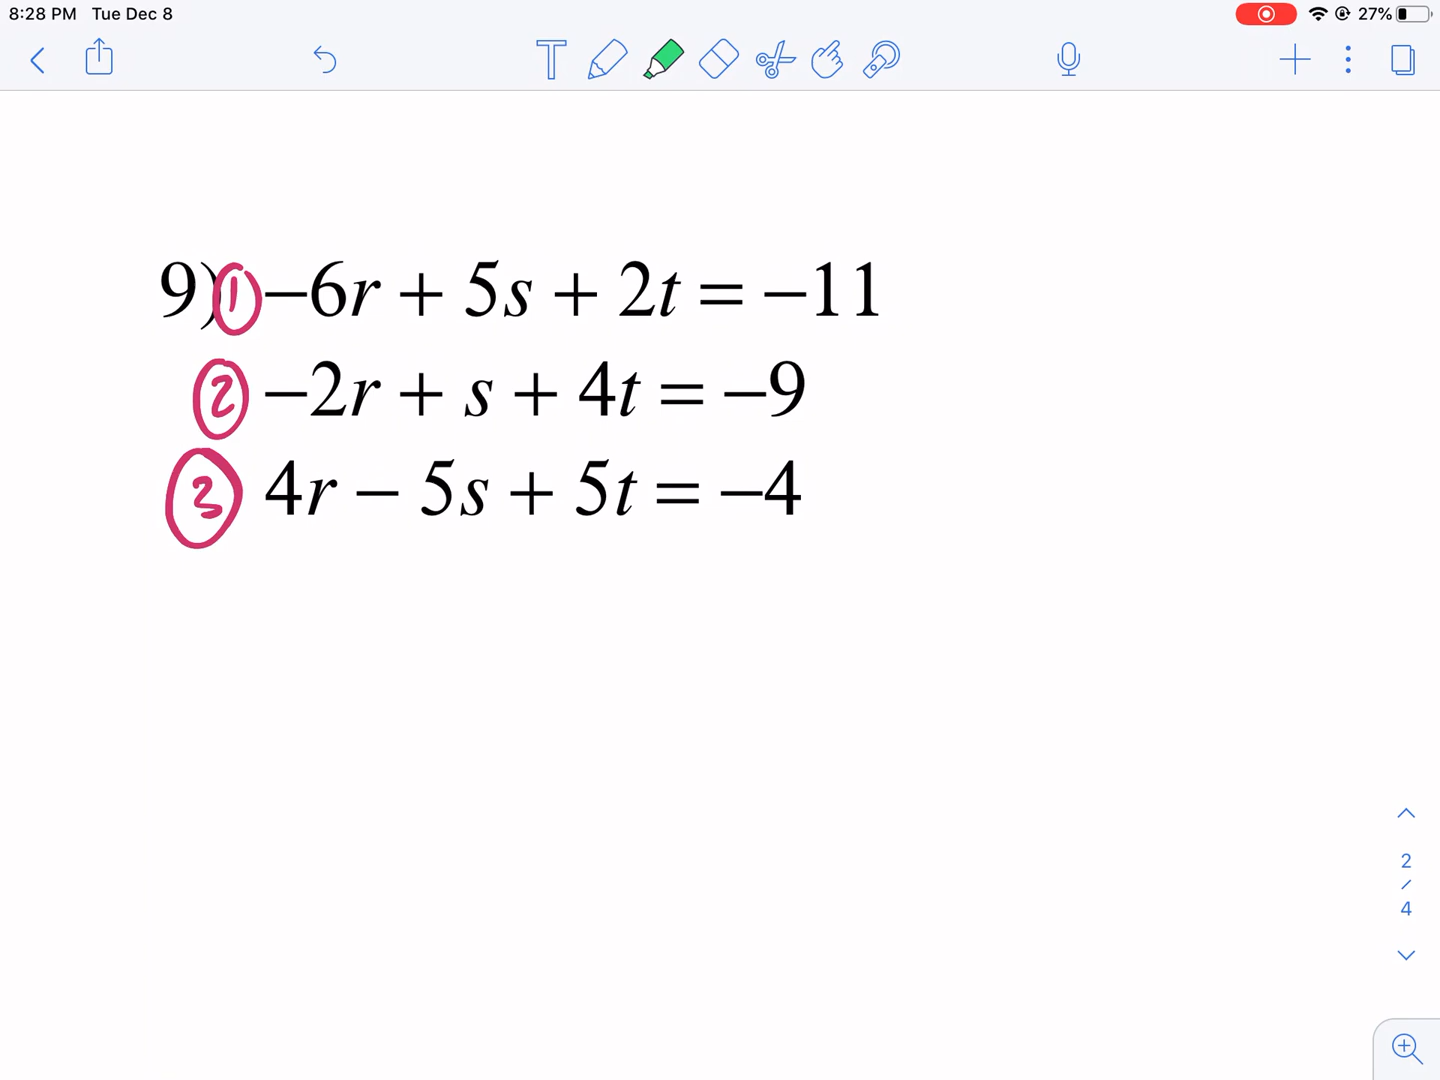 8:28 PM Tue Dec 8 27%
T
9) ① −6r + 5s + 2t = −11
② −2r + s + 4t = −9
③ 4r − 5s + 5t = −4
2
/
4